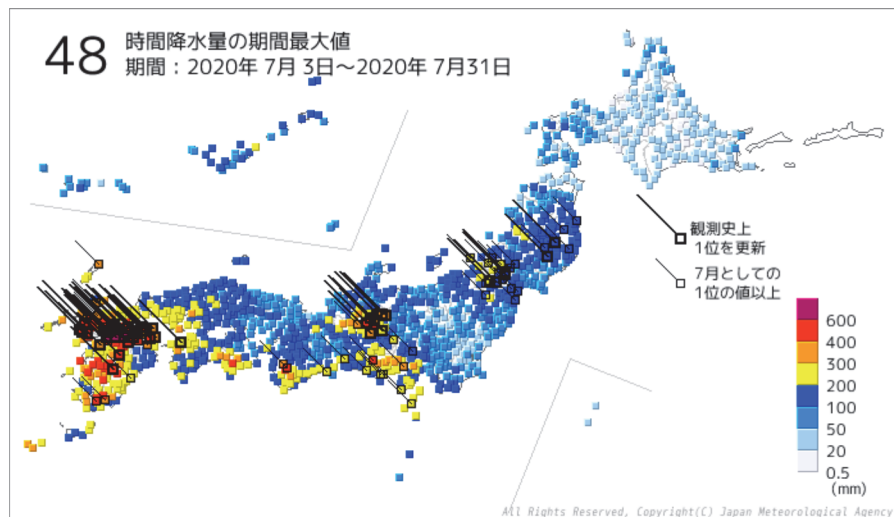 48 時間降水量の期間最大値
期間：2020年 7月 3日～2020年 7月31日
観測史上
1位を更新
7月としての
1位の値以上
600
400
300
200
100
50
20
0.5
(mm)
All Rights Reserved, Copyright(C) Japan Meteorological Agency